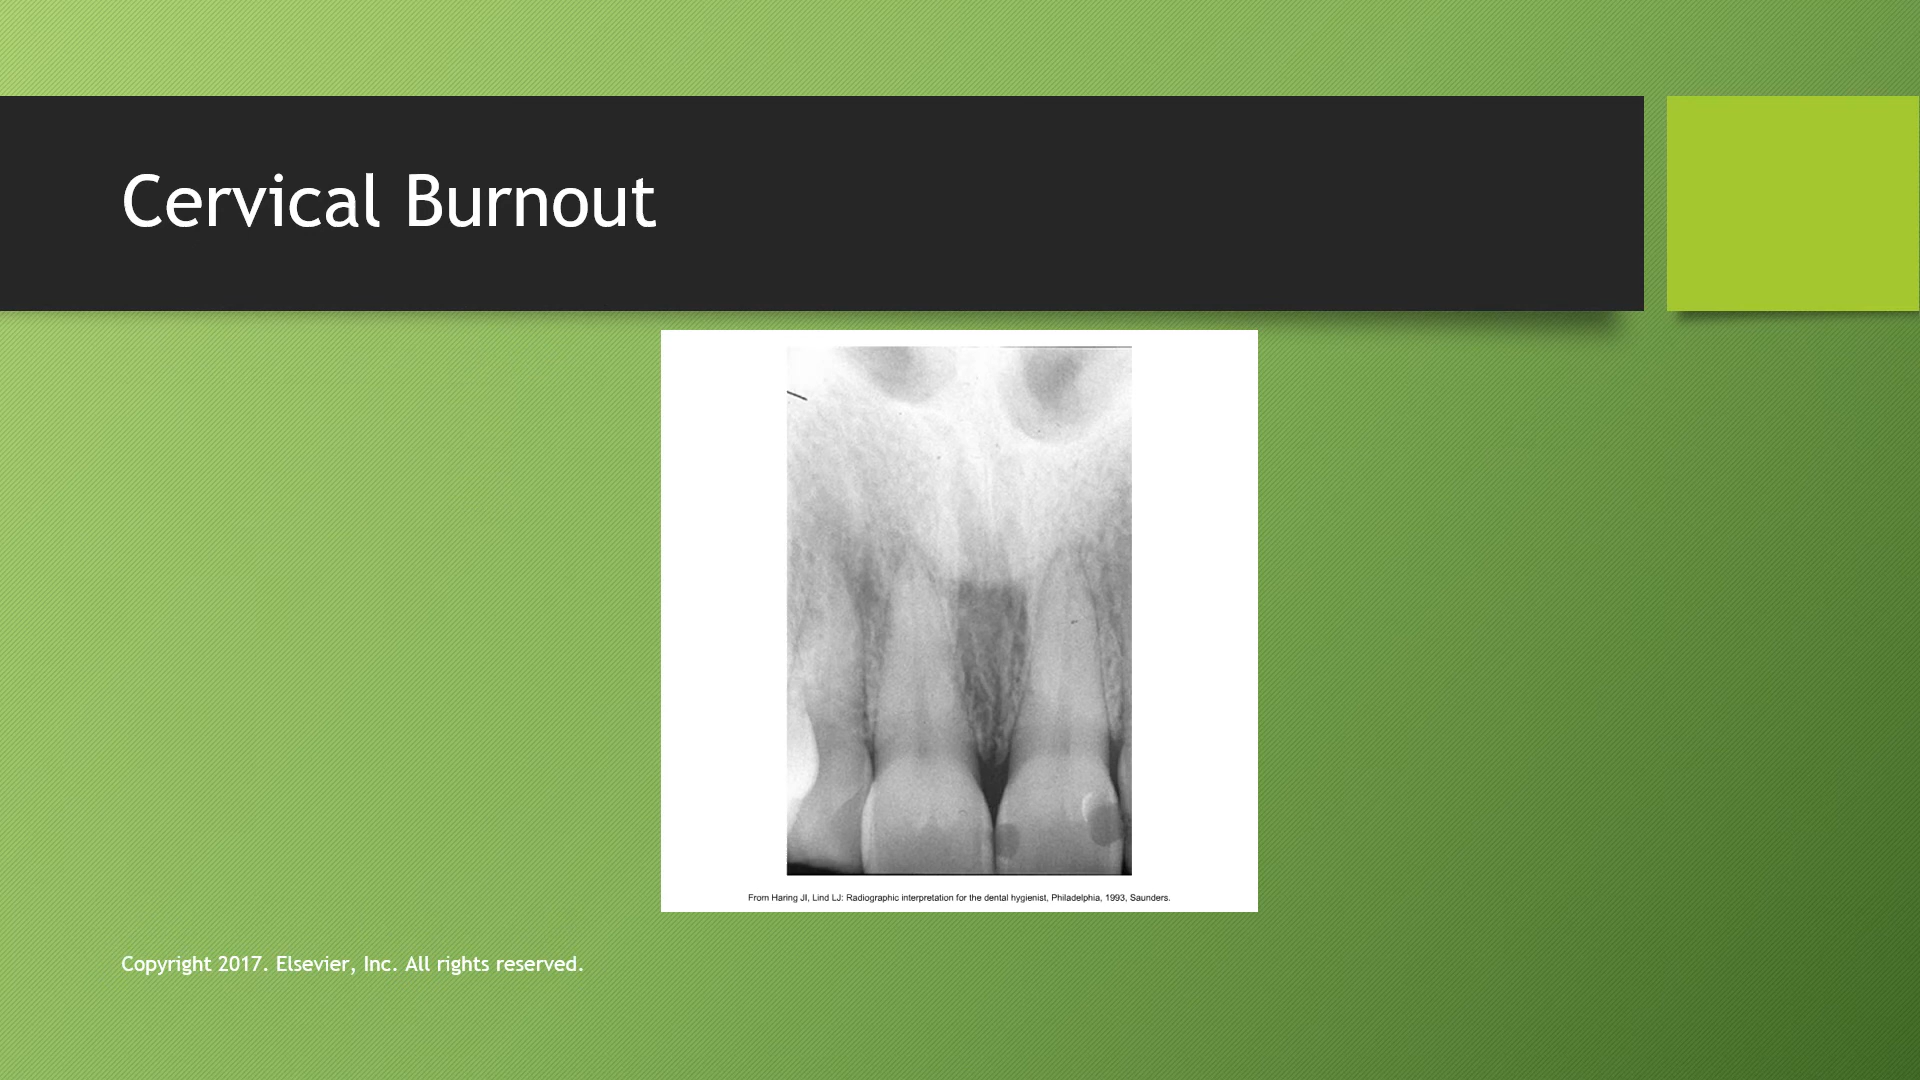 Cervical Burnout
From Haring JI, Lind LJ: Radiographic interpretation for the dental hygienist, Philadelphia, 1993, Saunders.
Copyright 2017. Elsevier, Inc. All rights reserved.